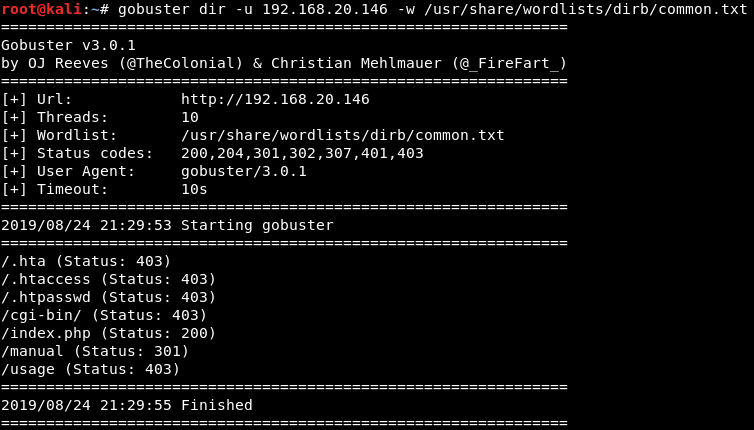 root@kali:~# gobuster dir -u 192.168.20.146 -w /usr/share/wordlists/dirb/common.txt
===============================================================
Gobuster v3.0.1
by OJ Reeves (@TheColonial) & Christian Mehlmauer (@_FireFart_)
===============================================================
[+] Url:            http://192.168.20.146
[+] Threads:        10
[+] Wordlist:       /usr/share/wordlists/dirb/common.txt
[+] Status codes:   200,204,301,302,307,401,403
[+] User Agent:     gobuster/3.0.1
[+] Timeout:        10s
===============================================================
2019/08/24 21:29:53 Starting gobuster
===============================================================
/.hta (Status: 403)
/.htaccess (Status: 403)
/.htpasswd (Status: 403)
/cgi-bin/ (Status: 403)
/index.php (Status: 200)
/manual (Status: 301)
/usage (Status: 403)
===============================================================
2019/08/24 21:29:55 Finished
===============================================================